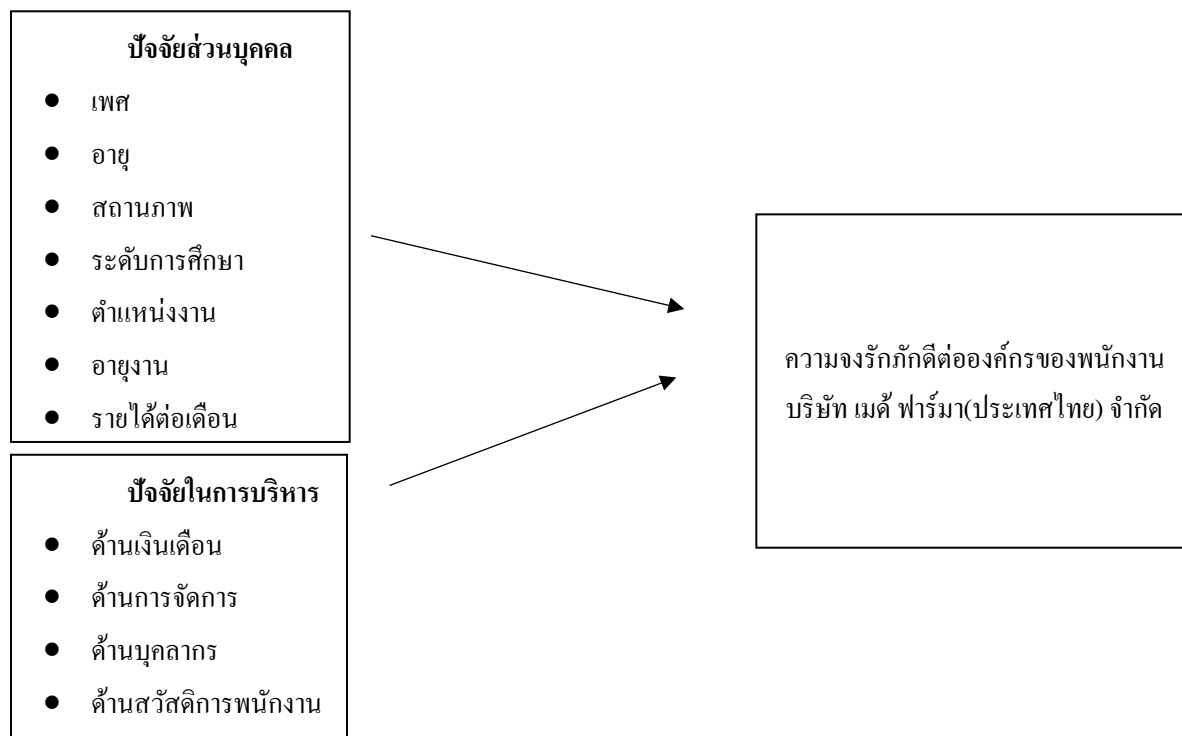 ปัจจัยส่วนบุคคล
● เพศ
● อายุ
● สถานภาพ
● ระดับการศึกษา
● ตำแหน่งงาน
● อายุงาน
● รายได้ต่อเดือน
ปัจจัยในการบริหาร
● ด้านเงินเดือน
● ด้านการจัดการ
● ด้านบุคลากร
● ด้านสวัสดิการพนักงาน
ความจงรักภักดีต่อองค์กรของพนักงาน
บริษัท เมด้ ฟาร์มา(ประเทศไทย) จำกัด